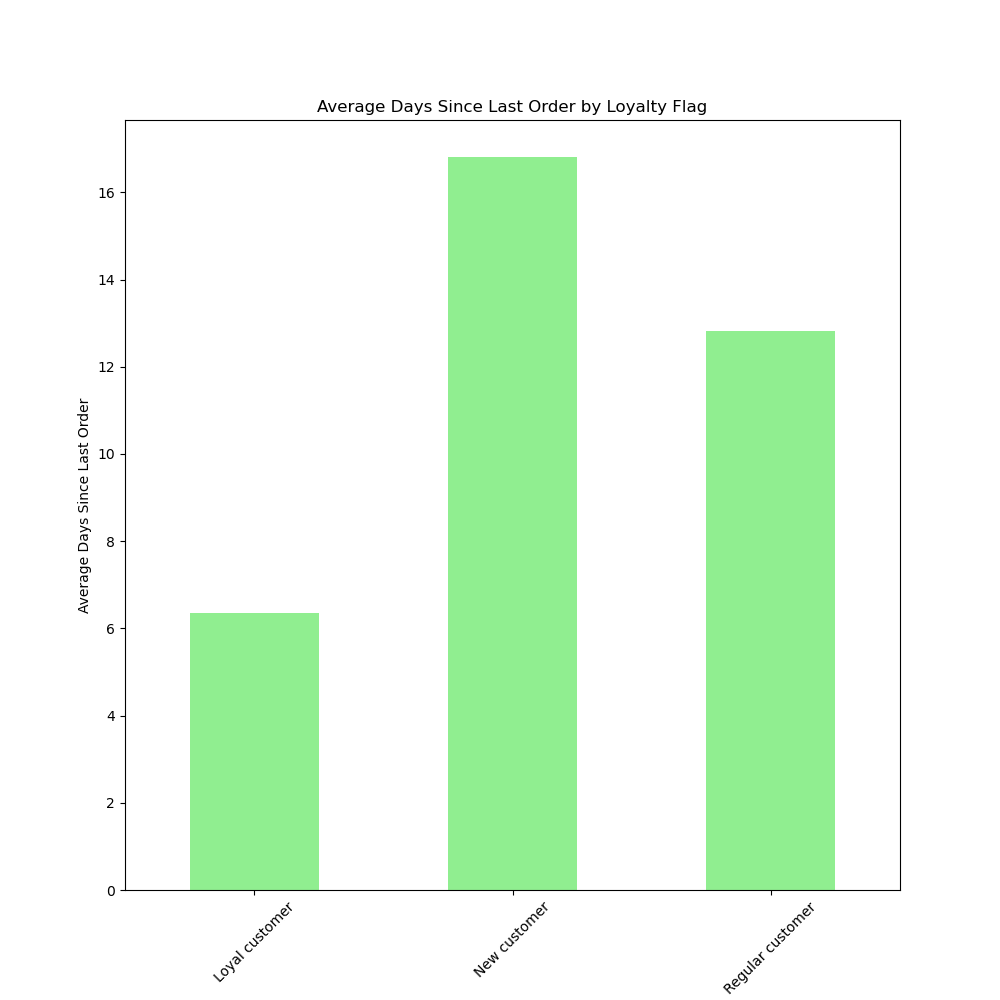 Average Days Since Last Order by Loyalty Flag
Average Days Since Last Order
16
14
12
10
8
6
4
2
0
Loyal customer
New customer
Regular customer